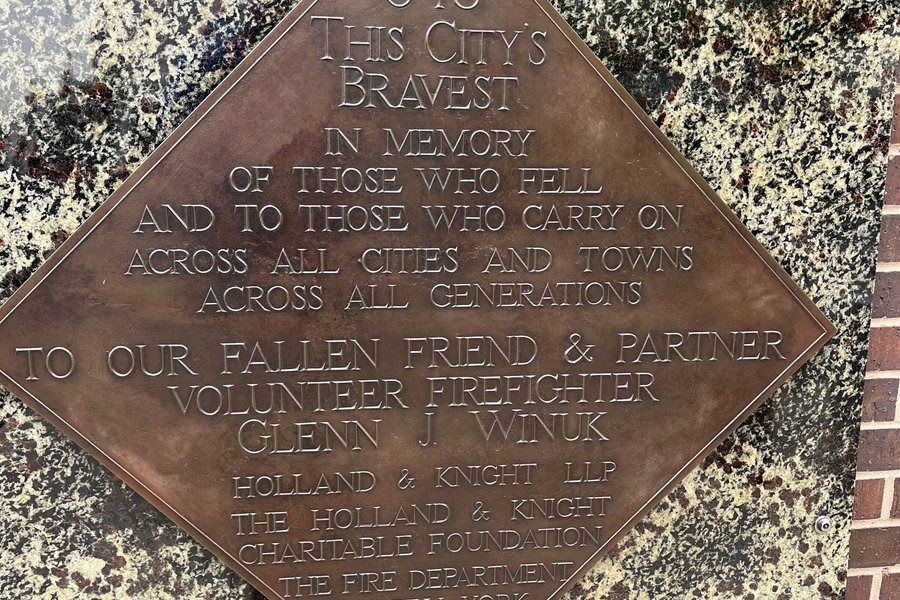 THIS CITY'S
BRAVEST
IN MEMORY
OF THOSE WHO FELL
AND TO THOSE WHO CARRY ON
ACROSS ALL CITIES AND TOWNS
ACROSS ALL GENERATIONS
TO OUR FALLEN FRIEND & PARTNER
VOLUNTEER FIREFIGHTER
GLENN J. WINUK
HOLLAND & KNIGHT LLP
THE HOLLAND & KNIGHT
CHARITABLE FOUNDATION
THE FIRE DEPARTMENT